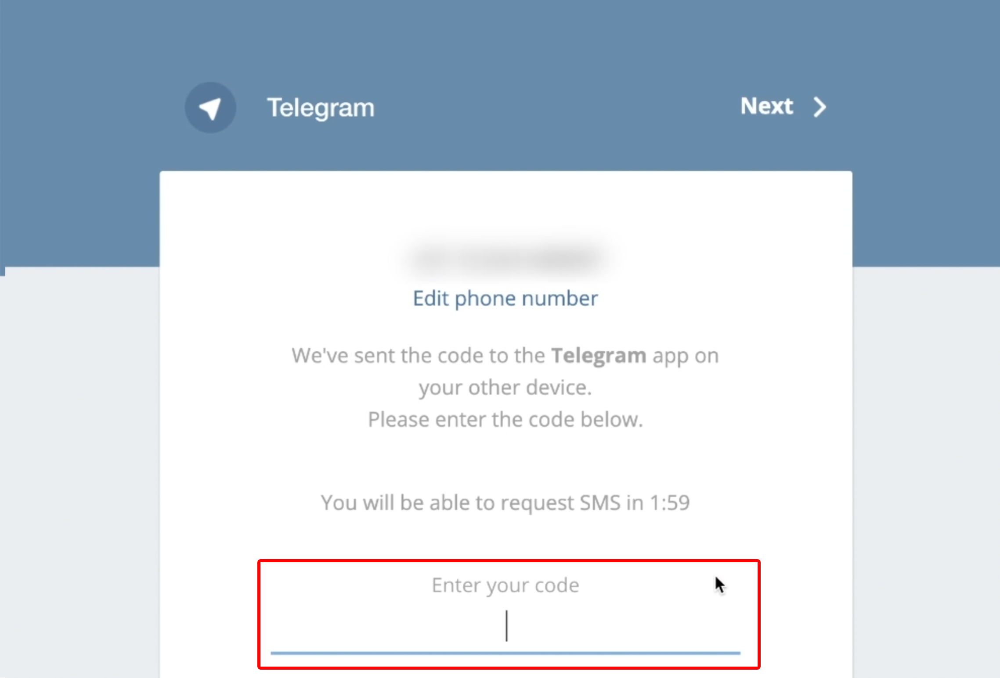 Telegram
Next
Edit phone number
We've sent the code to the Telegram app on
your other device.
Please enter the code below.
You will be able to request SMS in 1:59
Enter your code